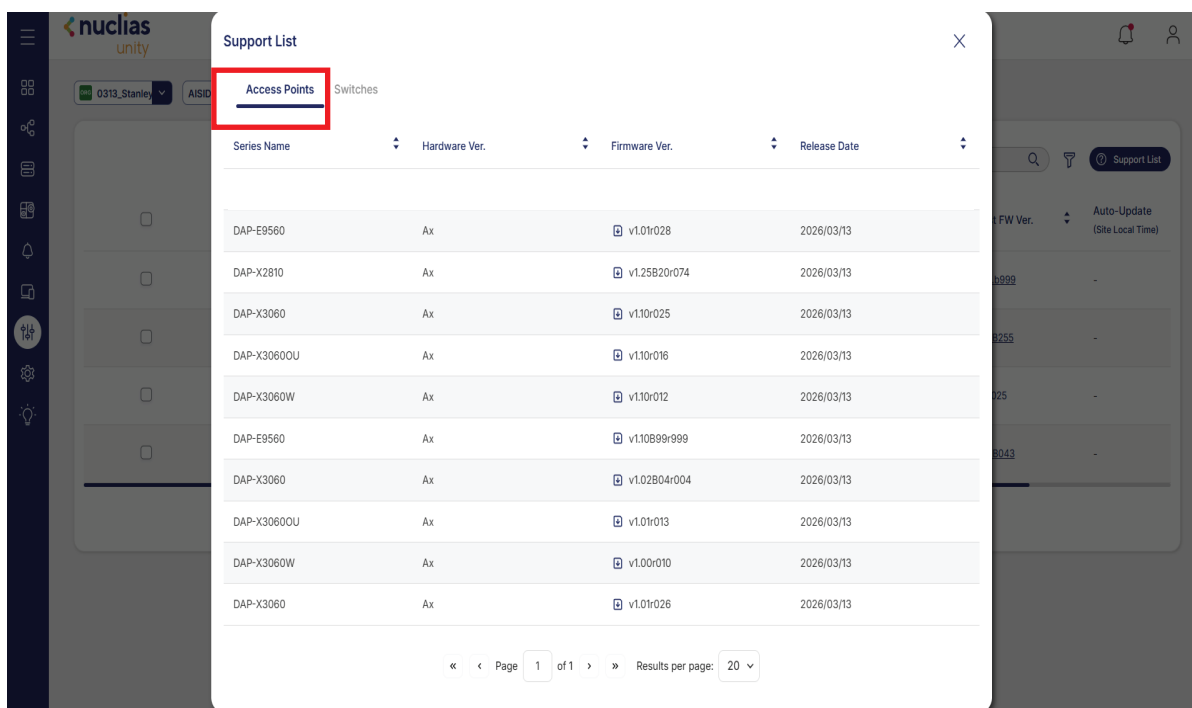 nuclias
unity
Support List
0313_Stanley
AISID
Access Points
Switches
Series Name Hardware Ver. Firmware Ver. Release Date
DAP-E9560 Ax v1.01r028 2026/03/13
DAP-X2810 Ax v1.25B20r074 2026/03/13
DAP-X3060 Ax v1.10r025 2026/03/13
DAP-X3060OU Ax v1.10r016 2026/03/13
DAP-X3060W Ax v1.10r012 2026/03/13
DAP-E9560 Ax v1.10B99r999 2026/03/13
DAP-X3060 Ax v1.02B04r004 2026/03/13
DAP-X3060OU Ax v1.01r013 2026/03/13
DAP-X3060W Ax v1.00r010 2026/03/13
DAP-X3060 Ax v1.01r026 2026/03/13
« ‹ Page 1 of 1 › » Results per page: 20
Support List
t FW Ver.
Auto-Update
(Site Local Time)
b999 -
B255 -
025 -
B043 -